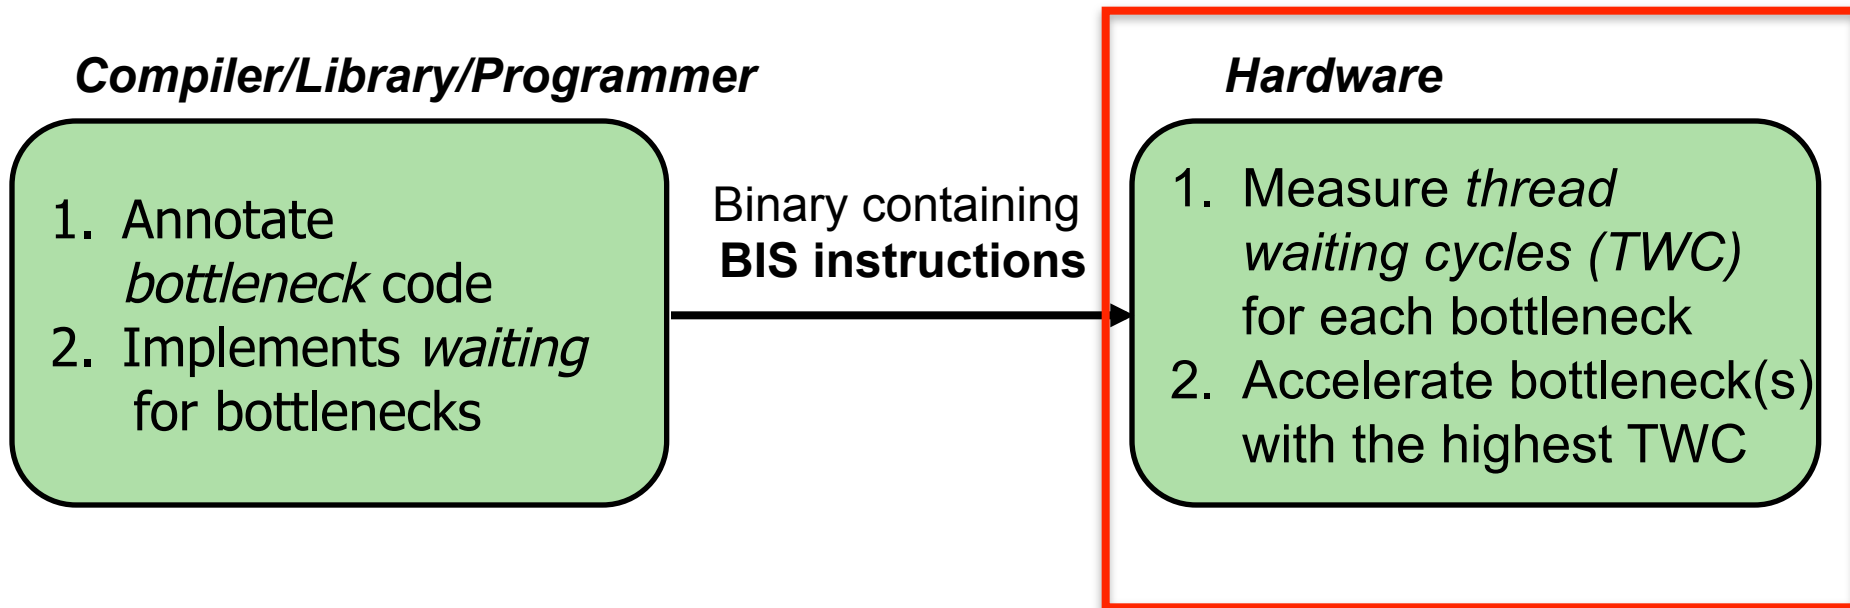 Compiler/Library/Programmer
1. Annotate
bottleneck code
2. Implements waiting
for bottlenecks
Binary containing
BIS instructions
Hardware
1. Measure thread
waiting cycles (TWC)
for each bottleneck
2. Accelerate bottleneck(s)
with the highest TWC